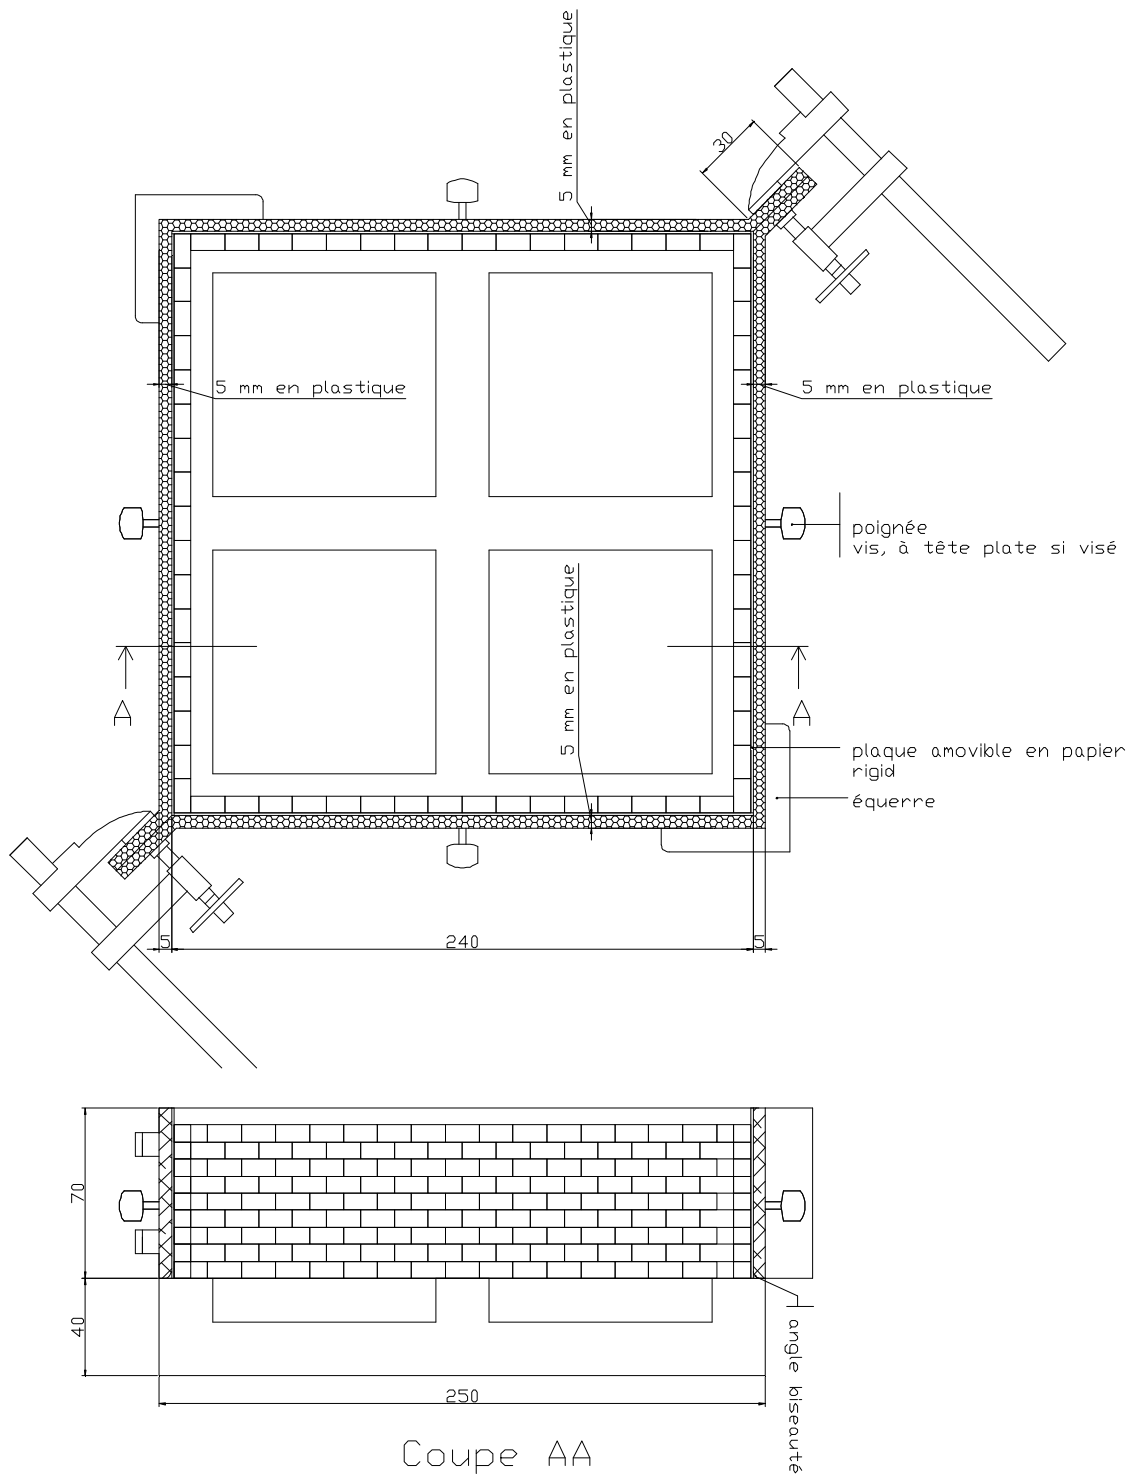 5 mm en plastique
30
5 mm en plastique
5 mm en plastique
poignée
vis, à tête plate si visé
5 mm en plastique
A
A
plaque amovible en papier
rigid
équerre
5
240
5
70
40
angle biseauté
250
Coupe AA